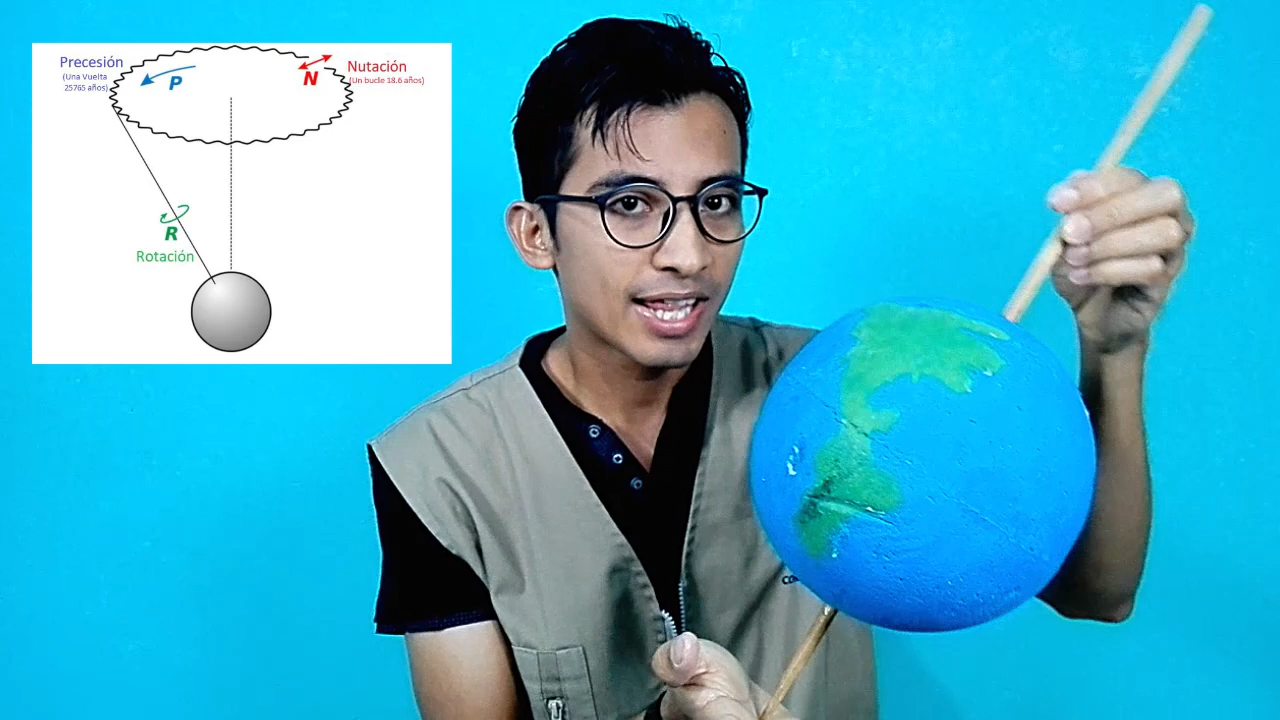 Precesión
(Una Vuelta
25765 años)
P
N
Nutación
(Un bucle 18.6 años)
R
Rotación